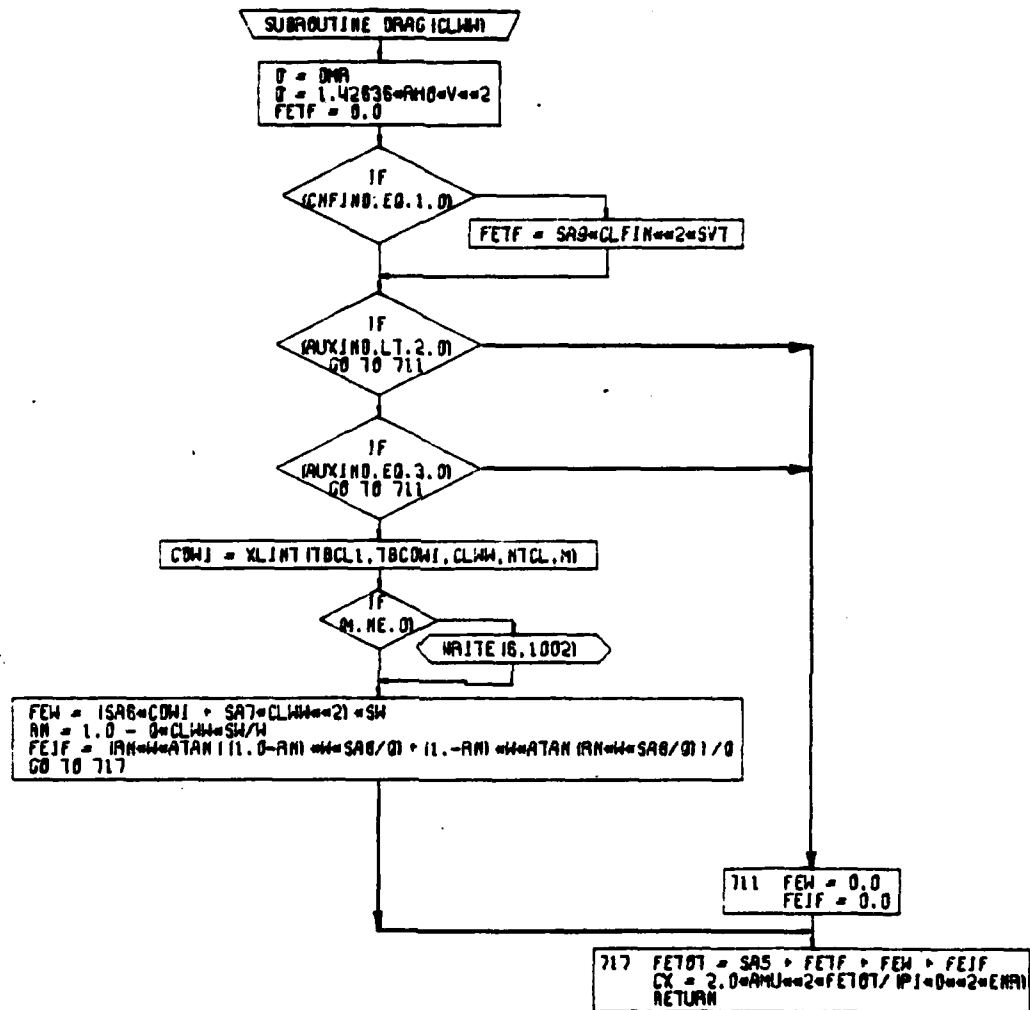 SUBROUTINE DRAG(CLWW)
D = DMR
Q = 1.42636*AMO*V**2
FETF = 0.0
IF
(CNFIND.EQ.1.0)
FETF = SA9*CLFIN**2*SVT
IF
(AUXIND.LT.2.0)
GO TO 711
IF
(AUXIND.EQ.3.0)
GO TO 711
CDWI = XLINT(TBCL1,TBCDWI,CLWW,NTCL,M)
IF
(M.NE.0)
WRITE(6,1002)
FEW = (SA6*CDWI + SA7*CLWW**2)*SW
RN = 1.0 - Q*CLWW*SW/W
FEIF = (RN*W*ATAN((1.0-RN)*W*SA8/Q) + (1.-RN)*W*ATAN(RN*W*SA8/Q))/Q
GO TO 717
711 FEW = 0.0
FEIF = 0.0
717 FETOT = SA5 + FETF + FEW + FEIF
CX = 2.0*AMU**2*FETOT/(PI*D**2*ENR)
RETURN